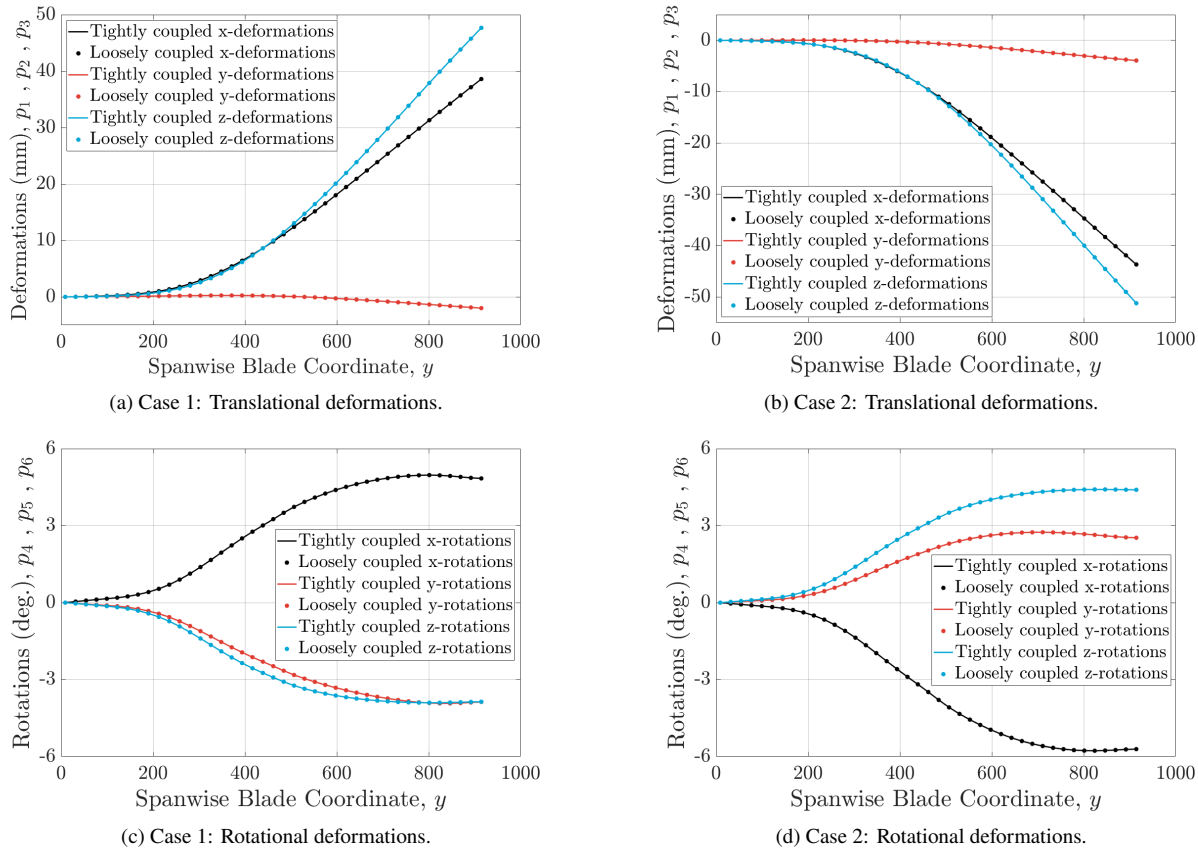 Deformations (mm), p₁ , p₂ , p₃
50
40
30
20
10
0
Tightly coupled x-deformations
Loosely coupled x-deformations
Tightly coupled y-deformations
Loosely coupled y-deformations
Tightly coupled z-deformations
Loosely coupled z-deformations
0 200 400 600 800 1000
Spanwise Blade Coordinate, y
(a) Case 1: Translational deformations.
Deformations (mm), p₁ , p₂ , p₃
0
-10
-20
-30
-40
-50
Tightly coupled x-deformations
Loosely coupled x-deformations
Tightly coupled y-deformations
Loosely coupled y-deformations
Tightly coupled z-deformations
Loosely coupled z-deformations
0 200 400 600 800 1000
Spanwise Blade Coordinate, y
(b) Case 2: Translational deformations.
Rotations (deg.), p₄ , p₅ , p₆
6
3
0
-3
-6
Tightly coupled x-rotations
Loosely coupled x-rotations
Tightly coupled y-rotations
Loosely coupled y-rotations
Tightly coupled z-rotations
Loosely coupled z-rotations
0 200 400 600 800 1000
Spanwise Blade Coordinate, y
(c) Case 1: Rotational deformations.
Rotations (deg.), p₄ , p₅ , p₆
6
3
0
-3
-6
Tightly coupled x-rotations
Loosely coupled x-rotations
Tightly coupled y-rotations
Loosely coupled y-rotations
Tightly coupled z-rotations
Loosely coupled z-rotations
0 200 400 600 800 1000
Spanwise Blade Coordinate, y
(d) Case 2: Rotational deformations.